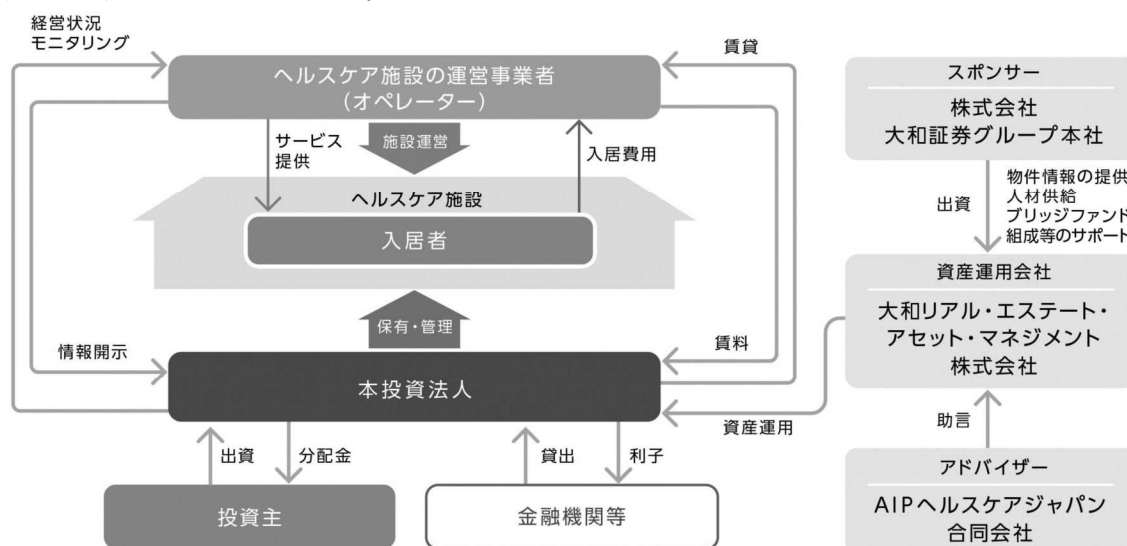 経営状況
モニタリング
賃貸
ヘルスケア施設の運営事業者
(オペレーター)
サービス
提供
施設運営
入居費用
ヘルスケア施設
入居者
保有・管理
情報開示
賃料
本投資法人
資産運用
出資
分配金
貸出
利子
投資主
金融機関等
スポンサー
株式会社
大和証券グループ本社
出資
物件情報の提供
人材供給
ブリッジファンド
組成等のサポート
資産運用会社
大和リアル・エステート・
アセット・マネジメント
株式会社
助言
アドバイザー
AIPヘルスケアジャパン
合同会社